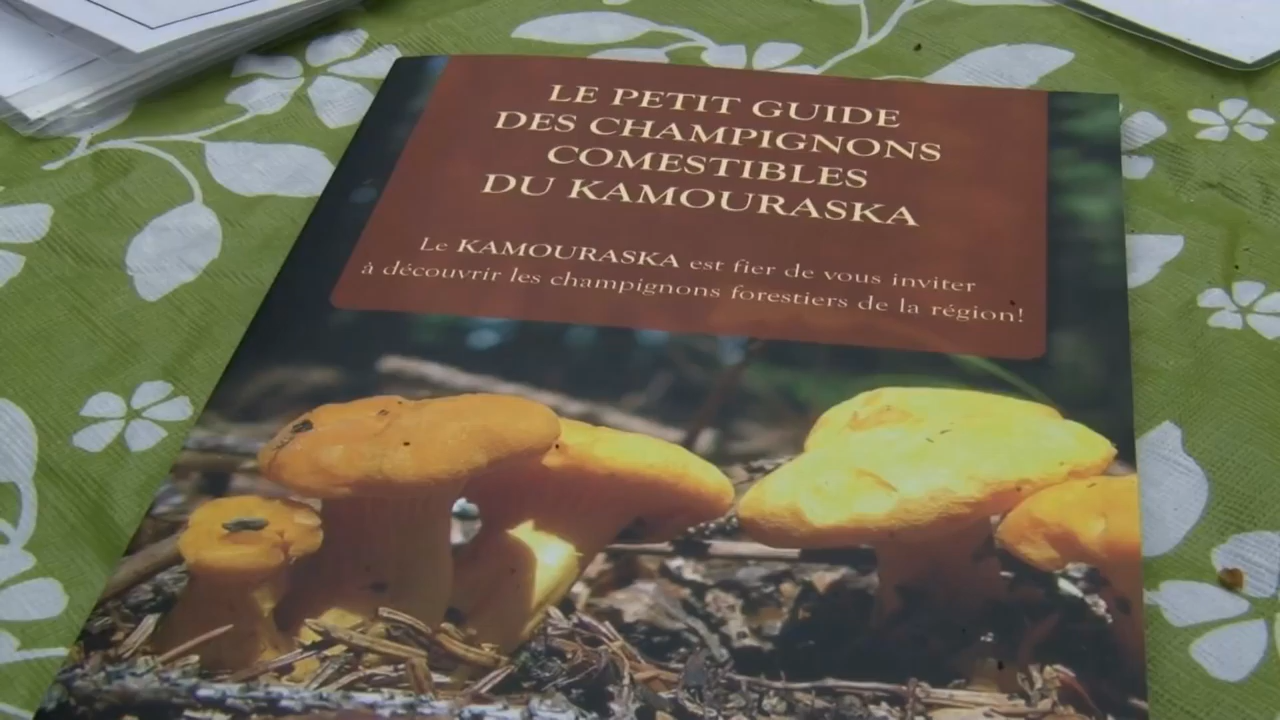 LE PETIT GUIDE
DES CHAMPIGNONS
COMESTIBLES
DU KAMOURASKA
Le KAMOURASKA est fier de vous inviter
à découvrir les champignons forestiers de la région!